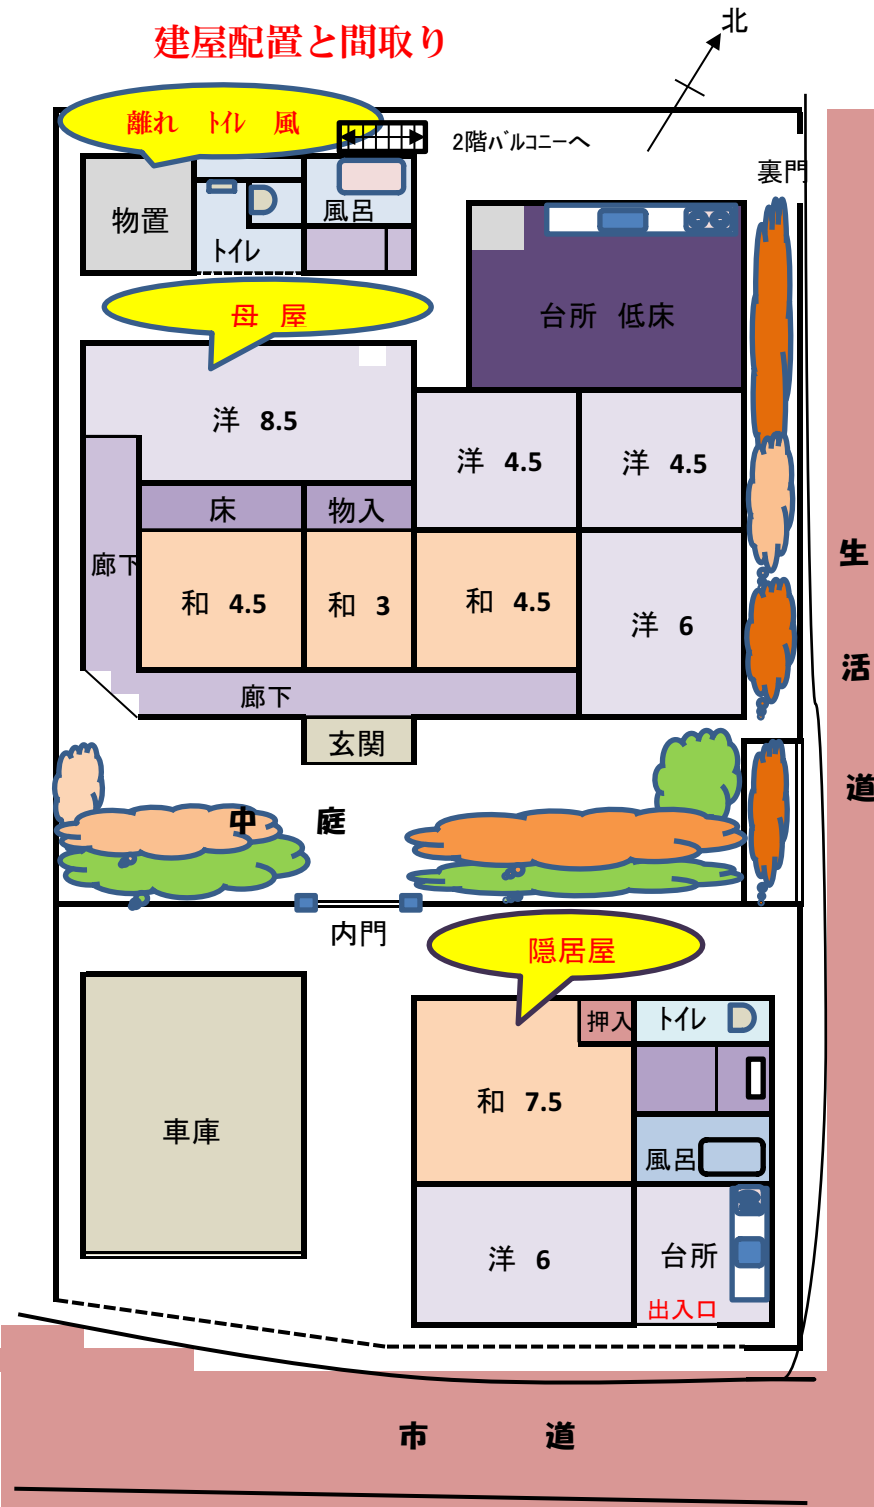 建屋配置と間取り
北
離れ　ﾄｲﾚ　風
2階ﾊﾞﾙｺﾆｰへ
裏門
物置
風呂
ﾄｲﾚ
母　屋
台所　低床
洋　8.5
洋　4.5
洋　4.5
床
物入
廊下
和　4.5
和　3
和　4.5
洋　6
廊下
玄関
中　庭
内門
隠居屋
押入
ﾄｲﾚ
和　7.5
車庫
風呂
洋　6
台所
出入口
生活道
市　道